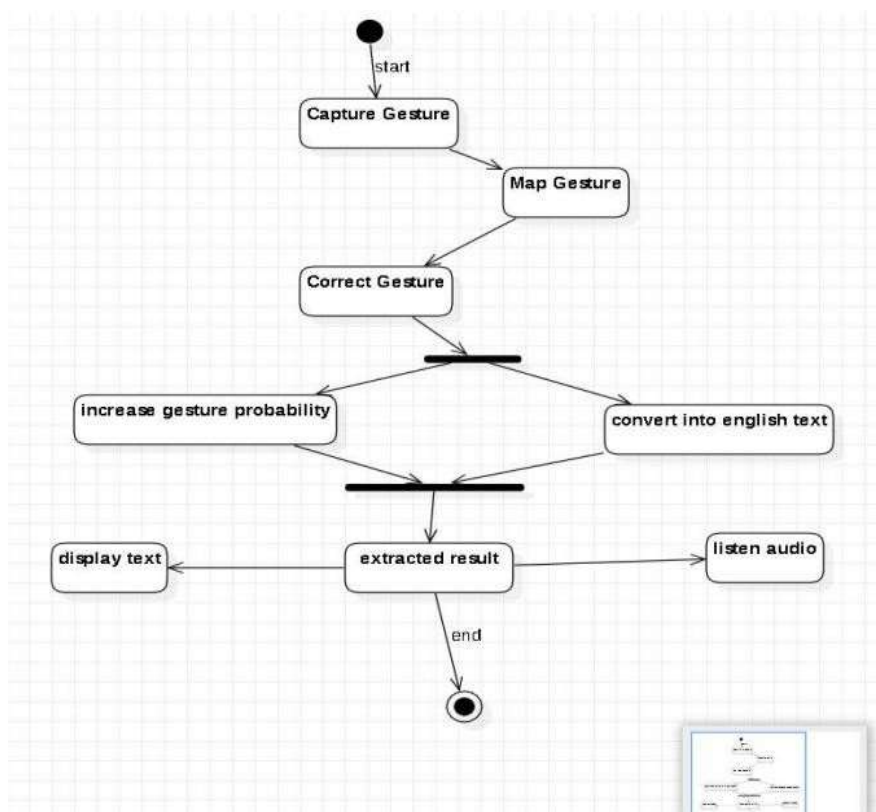 start
Capture Gesture
Map Gesture
Correct Gesture
increase gesture probability
convert into english text
display text
extracted result
listen audio
end